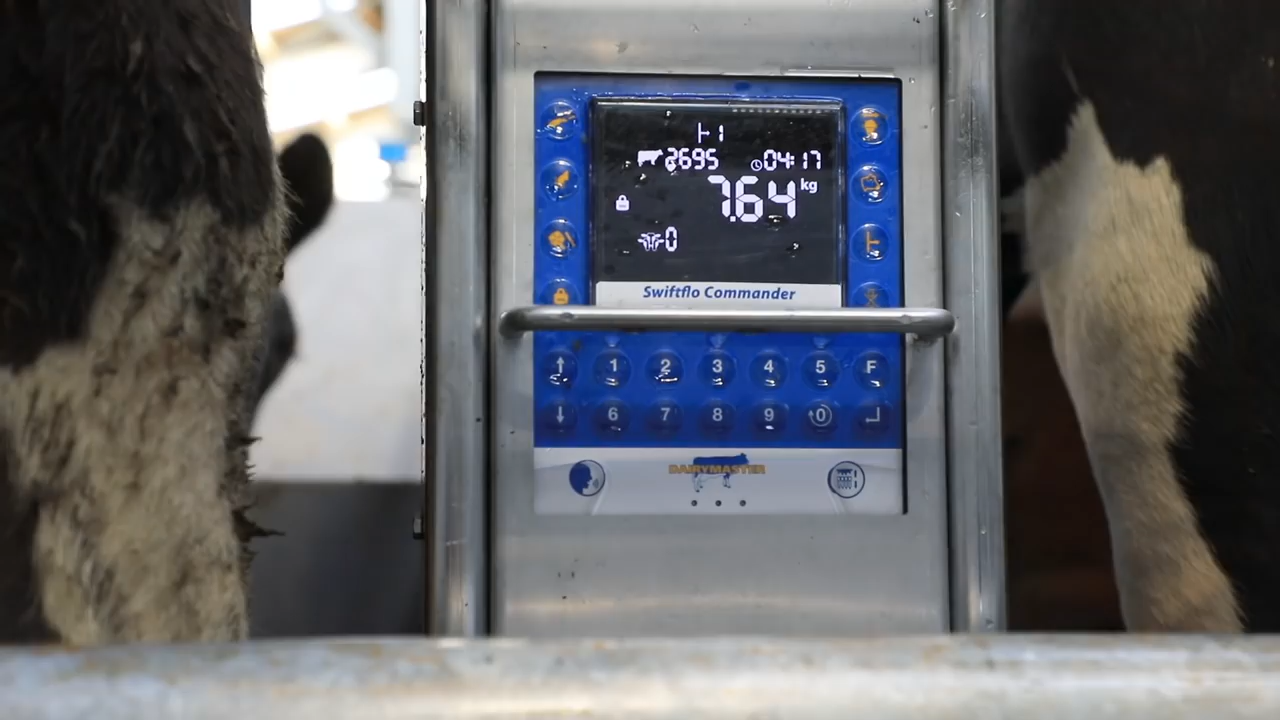 1
2695 04:17
7.64 kg
0
Swiftflo Commander
1 2 3 4 5 F
6 7 8 9 0
DAIRYMASTER